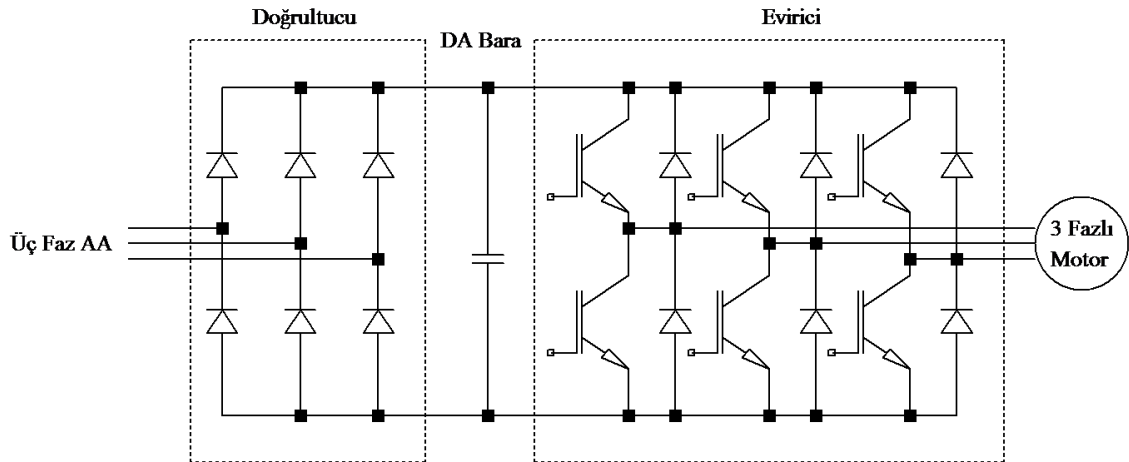 Doğrultucu
DA Bara
Evirici
Üç Faz AA
3 Fazlı
Motor